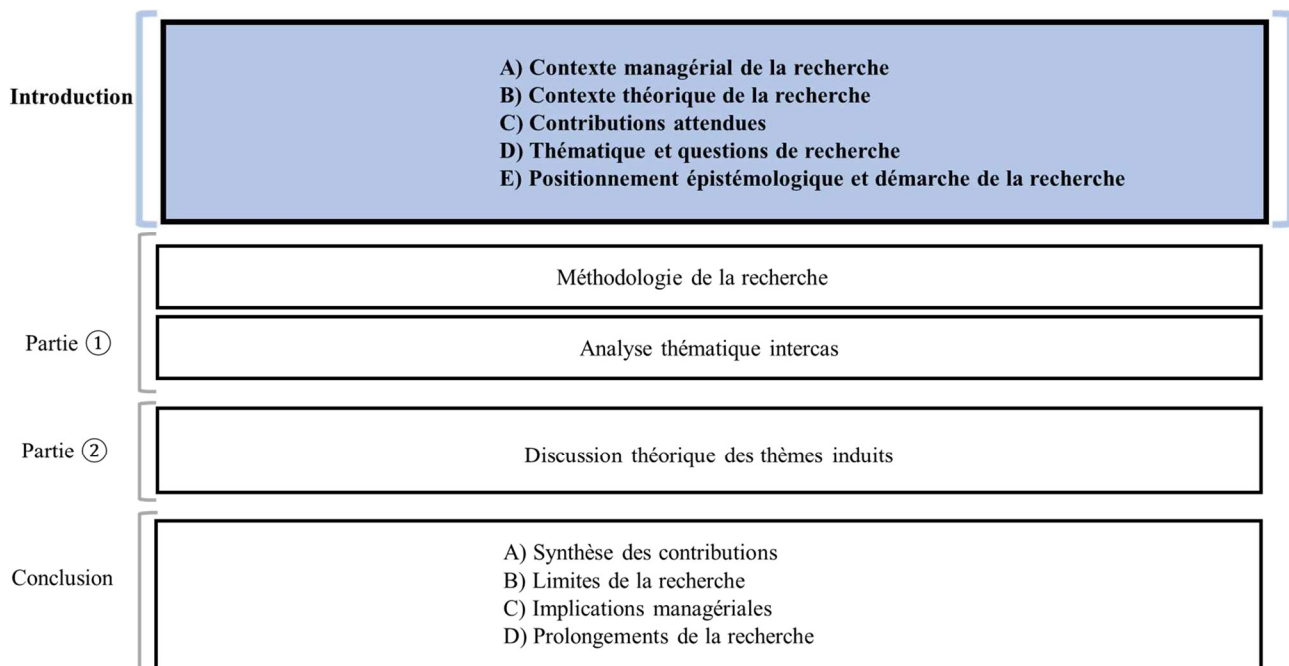 Introduction
A) Contexte managérial de la recherche
B) Contexte théorique de la recherche
C) Contributions attendues
D) Thématique et questions de recherche
E) Positionnement épistémologique et démarche de la recherche
Partie ①
Méthodologie de la recherche
Analyse thématique intercas
Partie ②
Discussion théorique des thèmes induits
Conclusion
A) Synthèse des contributions
B) Limites de la recherche
C) Implications managériales
D) Prolongements de la recherche